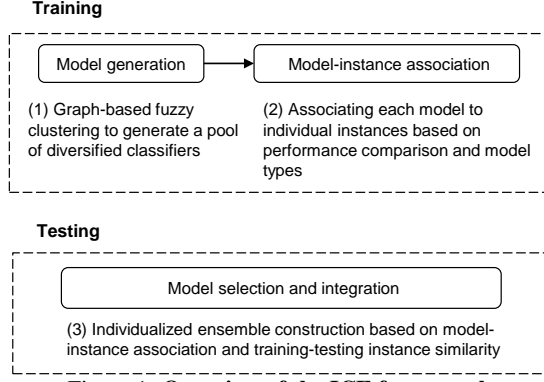 Training
Model generation
Model-instance association
(1) Graph-based fuzzy
clustering to generate a pool
of diversified classifiers
(2) Associating each model to
individual instances based on
performance comparison and model
types
Testing
Model selection and integration
(3) Individualized ensemble construction based on model-
instance association and training-testing instance similarity